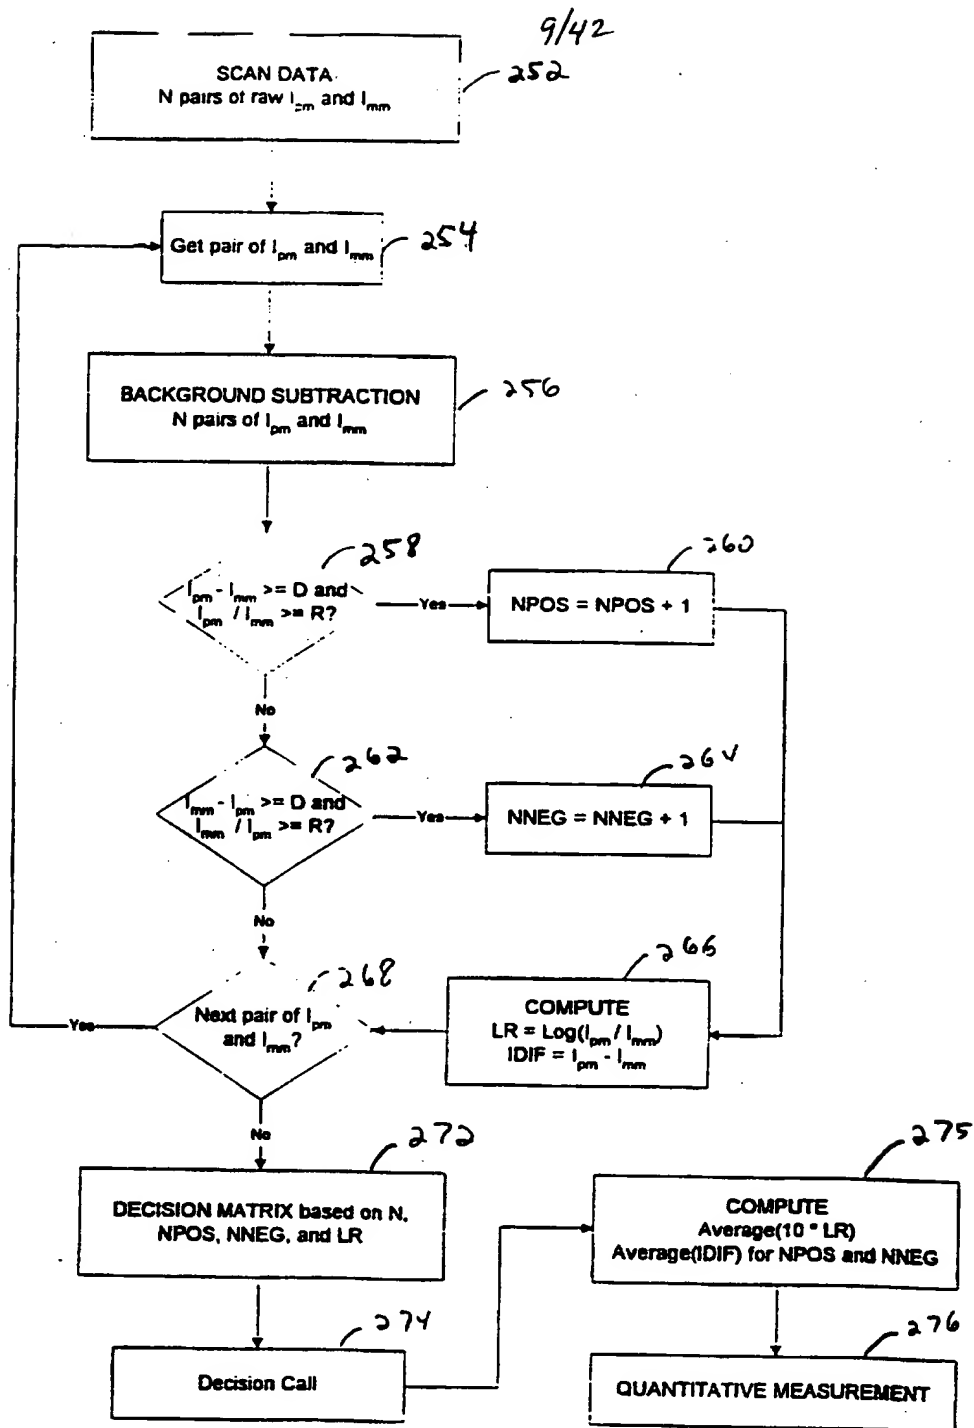 9/42
SCAN DATA
N pairs of raw Ipm and Imm
252
Get pair of Ipm and Imm
254
BACKGROUND SUBTRACTION
N pairs of Ipm and Imm
256
258
Ipm - Imm >= D and
Ipm / Imm >= R?
Yes
260
NPOS = NPOS + 1
No
262
Imm - Ipm >= D and
Imm / Ipm >= R?
Yes
264
NNEG = NNEG + 1
No
268
Next pair of Ipm
and Imm?
Yes
266
COMPUTE
LR = Log(Ipm / Imm)
IDIF = Ipm - Imm
No
272
DECISION MATRIX based on N,
NPOS, NNEG, and LR
275
COMPUTE
Average(10 * LR)
Average(IDIF) for NPOS and NNEG
274
Decision Call
276
QUANTITATIVE MEASUREMENT